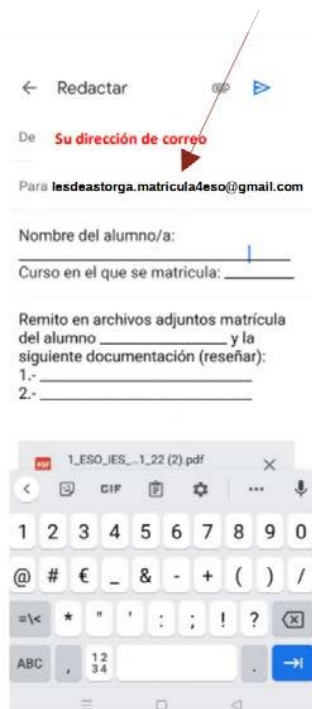 Redactar
De Su dirección de correo
Para lesdeastorga.matricula4eso@gmail.com
Nombre del alumno/a:
Curso en el que se matricula:
Remito en archivos adjuntos matrícula
del alumno ____________ y la
siguiente documentación (reseñar):
1.-
2.-
PDF 1_ESO_IES_...1_22 (2).pdf
GIF
1 2 3 4 5 6 7 8 9 0
@ # € _ & - + ( ) /
=\< * " ' : ; ! ?
ABC , 12 .
34